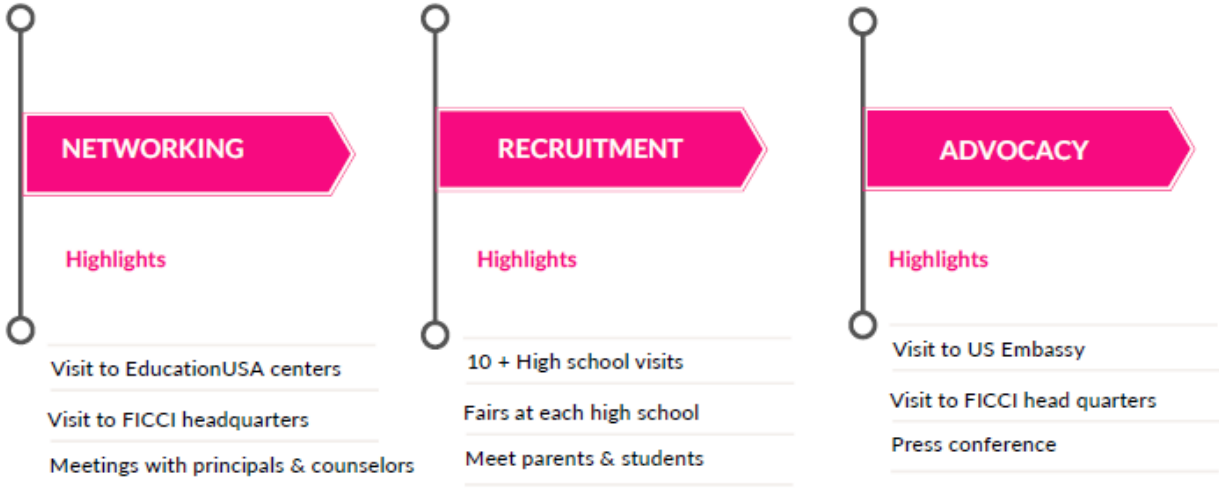 NETWORKING
Highlights
Visit to EducationUSA centers
Visit to FICCI headquarters
Meetings with principals & counselors
RECRUITMENT
Highlights
10 + High school visits
Fairs at each high school
Meet parents & students
ADVOCACY
Highlights
Visit to US Embassy
Visit to FICCI head quarters
Press conference